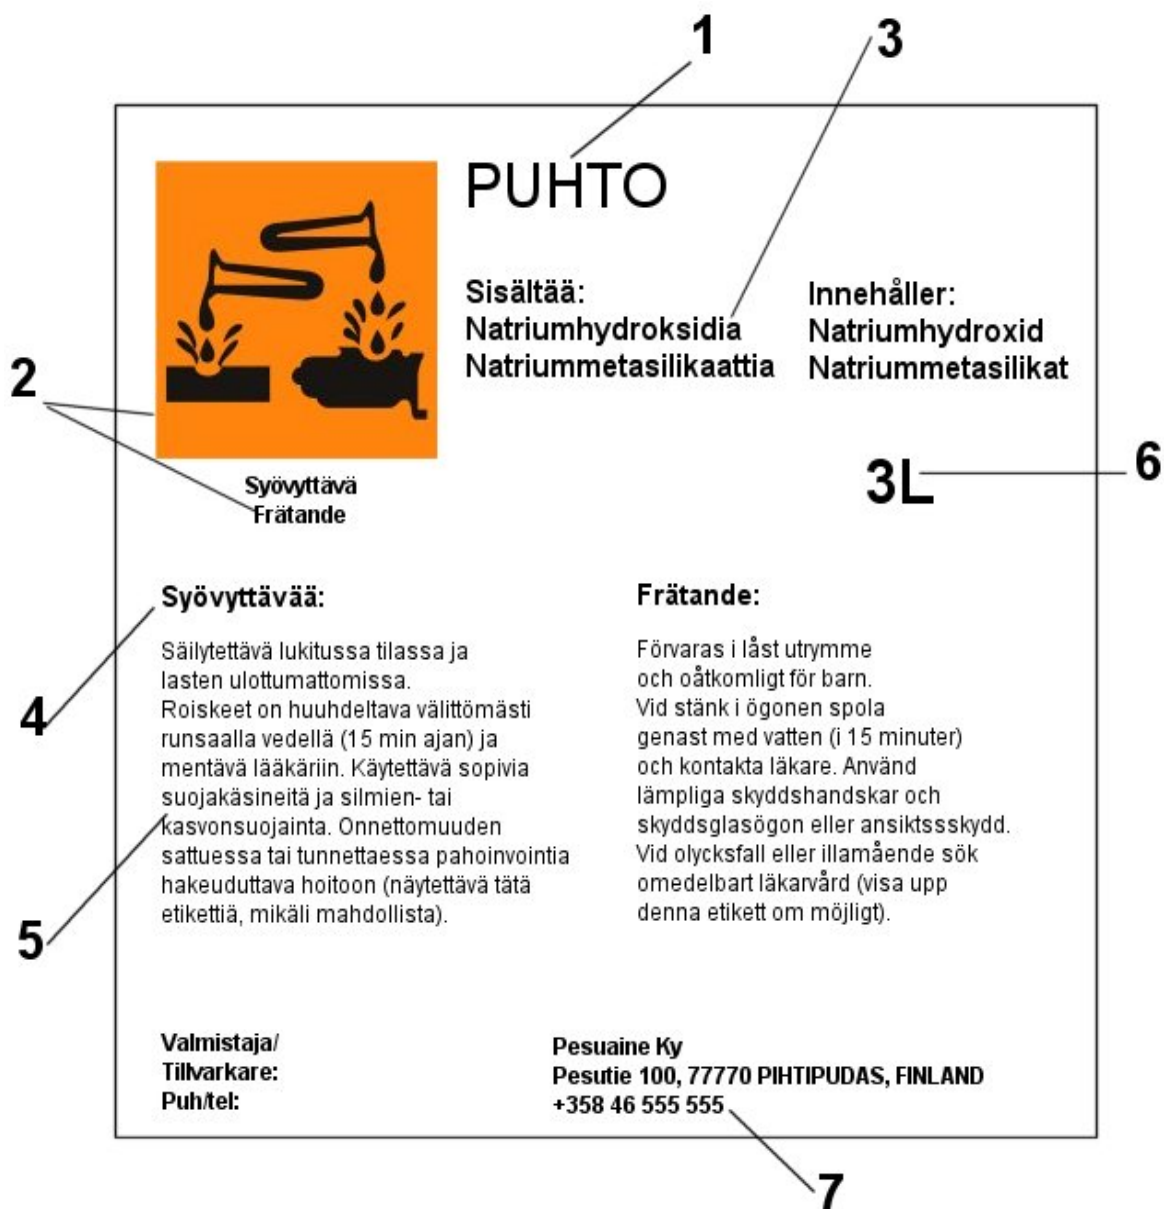 1
3
PUHTO
Sisältää:
Natriumhydroksidia
Natriummetasilikaattia
Innehåller:
Natriumhydroxid
Natriummetasilikat
2
Syövyttävä
Frätande
3L
6
Syövyttävää:
4
Säilytettävä lukitussa tilassa ja
lasten ulottumattomissa.
Roiskeet on huuhdeltava välittömästi
runsaalla vedellä (15 min ajan) ja
mentävä lääkäriin. Käytettävä sopivia
suojakäsineitä ja silmien- tai
kasvonsuojainta. Onnettomuuden
sattuessa tai tunnettaessa pahoinvointia
hakeuduttava hoitoon (näytettävä tätä
etikettiä, mikäli mahdollista).
5
Frätande:
Förvaras i låst utrymme
och oåtkomligt för barn.
Vid stänk i ögonen spola
genast med vatten (i 15 minuter)
och kontakta läkare. Använd
lämpliga skyddshandskar och
skyddsglasögon eller ansiktssskydd.
Vid olycksfall eller illamående sök
omedelbart läkarvård (visa upp
denna etikett om möjligt).
Valmistaja/
Tillvarkare:
Puh/tel:
Pesuaine Ky
Pesutie 100, 77770 PIHTIPUDAS, FINLAND
+358 46 555 555
7